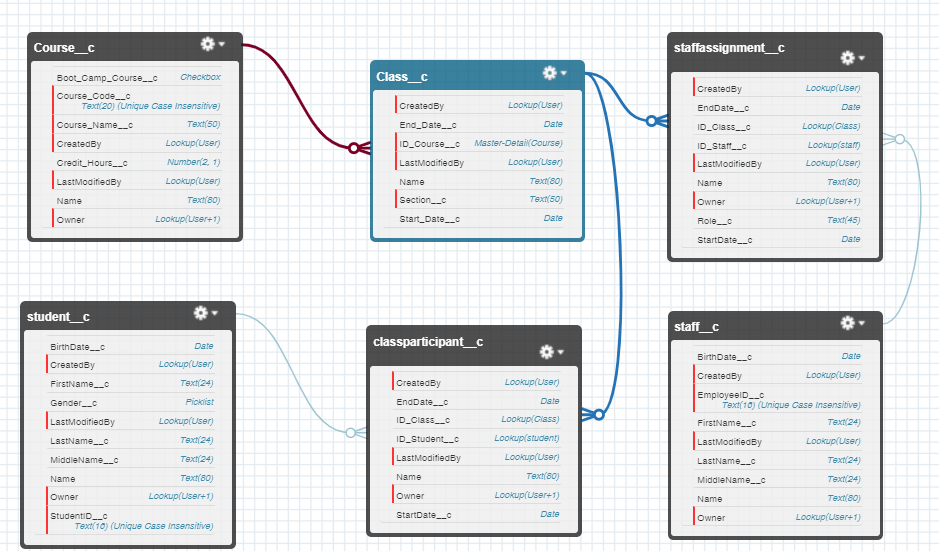 Course__c
Boot_Camp_Course__c Checkbox
Course_Code__c
Text(20) (Unique Case Insensitive)
Course_Name__c Text(50)
CreatedBy Lookup(User)
Credit_Hours__c Number(2, 1)
LastModifiedBy Lookup(User)
Name Text(80)
Owner Lookup(User+1)
Class__c
CreatedBy Lookup(User)
End_Date__c Date
ID_Course__c Master-Detail(Course)
LastModifiedBy Lookup(User)
Name Text(80)
Section__c Text(50)
Start_Date__c Date
staffassignment__c
CreatedBy Lookup(User)
EndDate__c Date
ID_Class__c Lookup(Class)
ID_Staff__c Lookup(staff)
LastModifiedBy Lookup(User)
Name Text(80)
Owner Lookup(User+1)
Role__c Text(45)
StartDate__c Date
student__c
BirthDate__c Date
CreatedBy Lookup(User)
FirstName__c Text(24)
Gender__c Picklist
LastModifiedBy Lookup(User)
LastName__c Text(24)
MiddleName__c Text(24)
Name Text(80)
Owner Lookup(User+1)
StudentID__c
Text(16) (Unique Case Insensitive)
classparticipant__c
CreatedBy Lookup(User)
EndDate__c Date
ID_Class__c Lookup(Class)
ID_Student__c Lookup(student)
LastModifiedBy Lookup(User)
Name Text(80)
Owner Lookup(User+1)
StartDate__c Date
staff__c
BirthDate__c Date
CreatedBy Lookup(User)
EmployeeID__c
Text(16) (Unique Case Insensitive)
FirstName__c Text(24)
LastModifiedBy Lookup(User)
LastName__c Text(24)
MiddleName__c Text(24)
Name Text(80)
Owner Lookup(User+1)